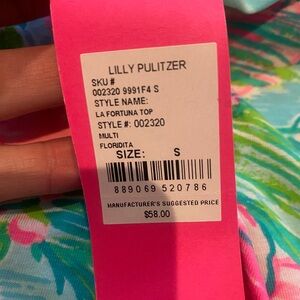 LILLY PULITZER
SKU #
002320 9991F4 S
STYLE NAME:
LA FORTUNA TOP
STYLE #: 002320
MULTI
FLORIDITA
SIZE: S
889069 520786
MANUFACTURER'S SUGGESTED PRICE
$58.00